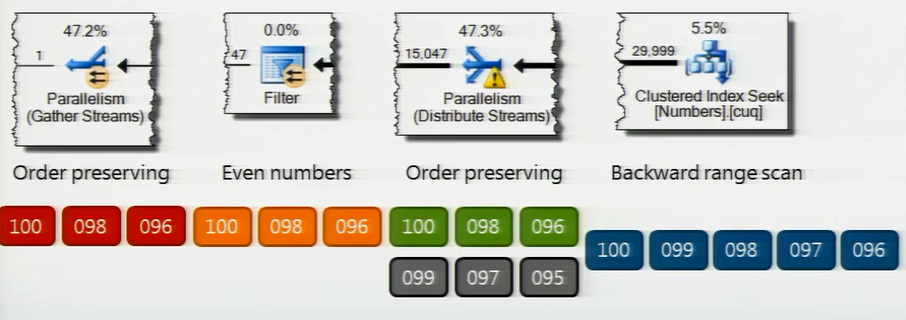 47.2%
1
Parallelism
(Gather Streams)
0.0%
47
Filter
47.3%
15,047
Parallelism
(Distribute Streams)
5.5%
29,999
Clustered Index Seek
[Numbers].[cuq]
Order preserving
Even numbers
Order preserving
Backward range scan
100 098 096
100 098 096
100 098 096
099 097 095
100 099 098 097 096